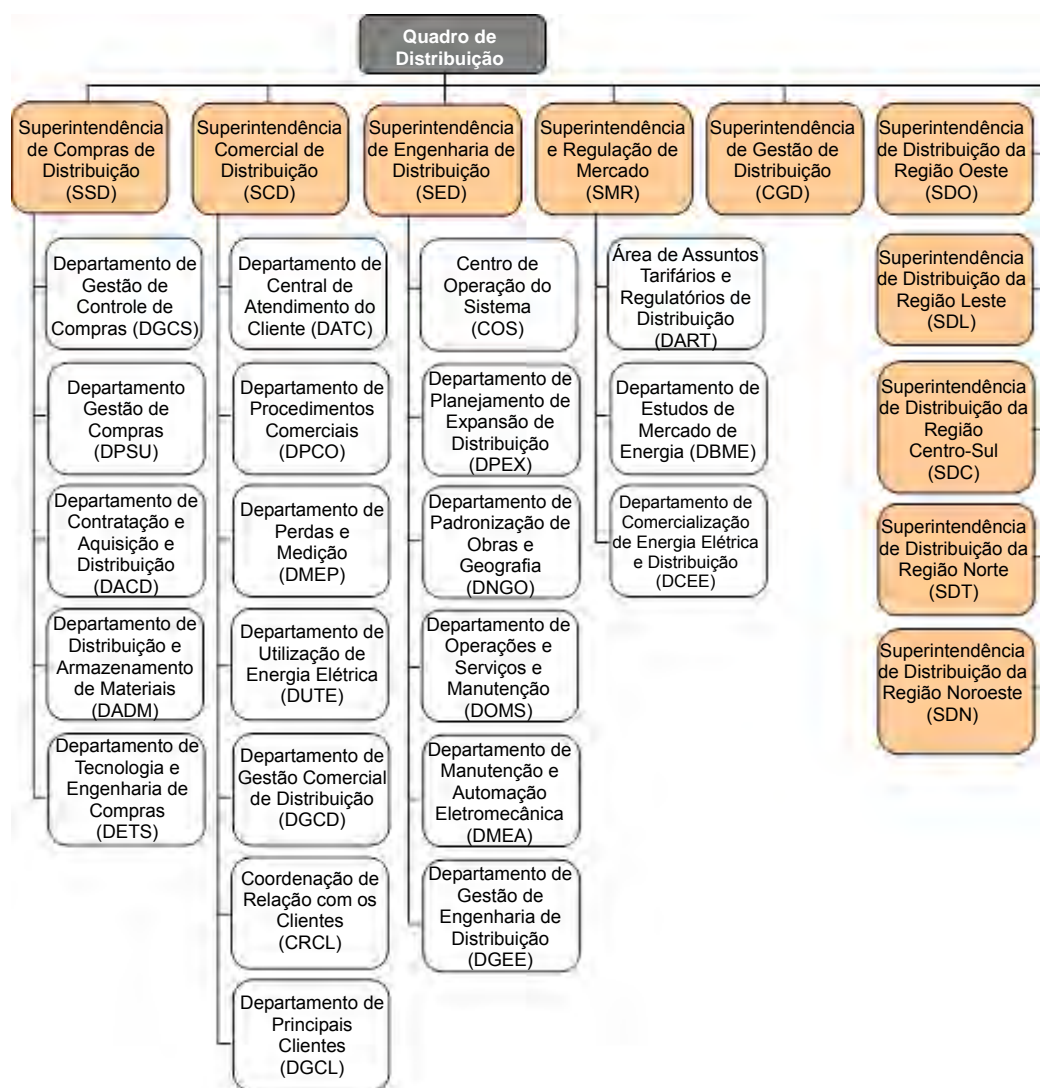 Quadro de
Distribuição
Superintendência
de Compras de
Distribuição
(SSD)
Superintendência
Comercial de
Distribuição
(SCD)
Superintendência
de Engenharia de
Distribuição
(SED)
Superintendência
e Regulação de
Mercado
(SMR)
Superintendência
de Gestão de
Distribuição
(CGD)
Superintendência
de Distribuição da
Região Oeste
(SDO)
Departamento de
Gestão de
Controle de
Compras (DGCS)
Departamento
Gestão de
Compras
(DPSU)
Departamento de
Contratação e
Aquisição e
Distribuição
(DACD)
Departamento de
Distribuição e
Armazenamento
de Materiais
(DADM)
Departamento de
Tecnologia e
Engenharia de
Compras
(DETS)
Departamento de
Central de
Atendimento do
Cliente (DATC)
Departamento de
Procedimentos
Comerciais
(DPCO)
Departamento de
Perdas e
Medição
(DMEP)
Departamento de
Utilização de
Energia Elétrica
(DUTE)
Departamento de
Gestão Comercial
de Distribuição
(DGCD)
Coordenação de
Relação com os
Clientes
(CRCL)
Departamento de
Principais
Clientes
(DGCL)
Centro de
Operação do
Sistema
(COS)
Departamento de
Planejamento de
Expansão de
Distribuição
(DPEX)
Departamento de
Padronização de
Obras e
Geografia
(DNGO)
Departamento de
Operações e
Serviços e
Manutenção
(DOMS)
Departamento de
Manutenção e
Automação
Eletromecânica
(DMEA)
Departamento de
Gestão de
Engenharia de
Distribuição
(DGEE)
Área de Assuntos
Tarifários e
Regulatórios de
Distribuição
(DART)
Departamento de
Estudos de
Mercado de
Energia (DBME)
Departamento de
Comercialização
de Energia Elétrica
e Distribuição
(DCEE)
Superintendência
de Distribuição da
Região Leste
(SDL)
Superintendência
de Distribuição da
Região
Centro-Sul
(SDC)
Superintendência
de Distribuição da
Região Norte
(SDT)
Superintendência
de Distribuição da
Região Noroeste
(SDN)